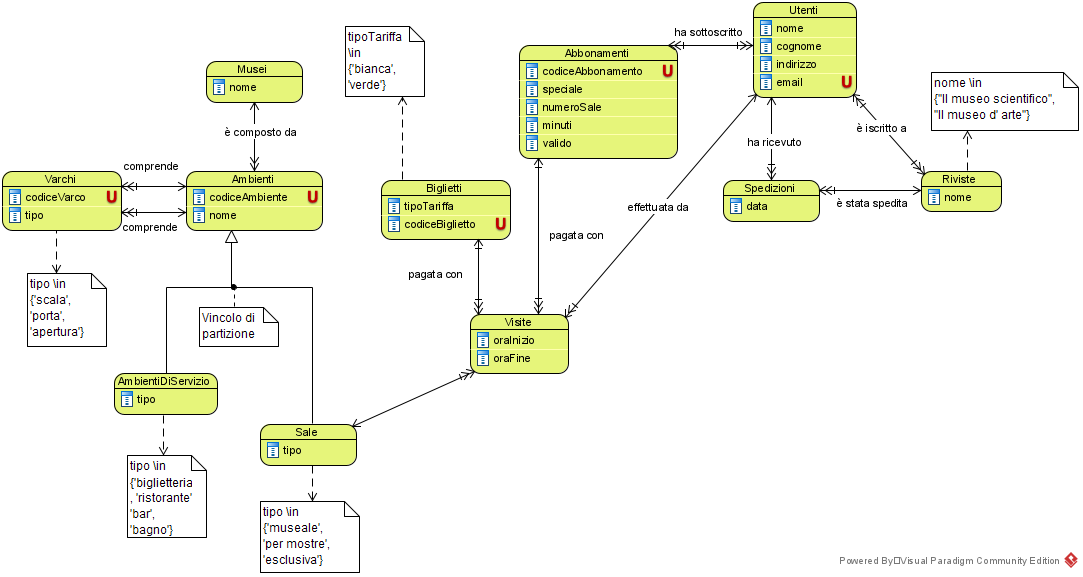 Utenti
nome
cognome
indirizzo
email
U
ha sottoscritto
Abbonamenti
codiceAbbonamento
U
speciale
numeroSale
minuti
valido
tipoTariffa
\in
{'bianca',
'verde'}
Musei
nome
è composto da
nome \in
{"Il museo scientifico",
"Il museo d' arte"}
è iscritto a
ha ricevuto
Varchi
codiceVarco
U
tipo
comprende
comprende
Ambienti
codiceAmbiente
U
nome
Biglietti
tipoTariffa
codiceBiglietto
U
Spedizioni
data
è stata spedita
Riviste
nome
effettuata da
pagata con
pagata con
tipo \in
{'scala',
'porta',
'apertura'}
Vincolo di
partizione
Visite
oraInizio
oraFine
AmbientiDiServizio
tipo
Sale
tipo
tipo \in
{'biglietteria
, 'ristorante'
'bar',
'bagno'}
tipo \in
{'museale',
'per mostre',
'esclusiva'}
Powered By Visual Paradigm Community Edition